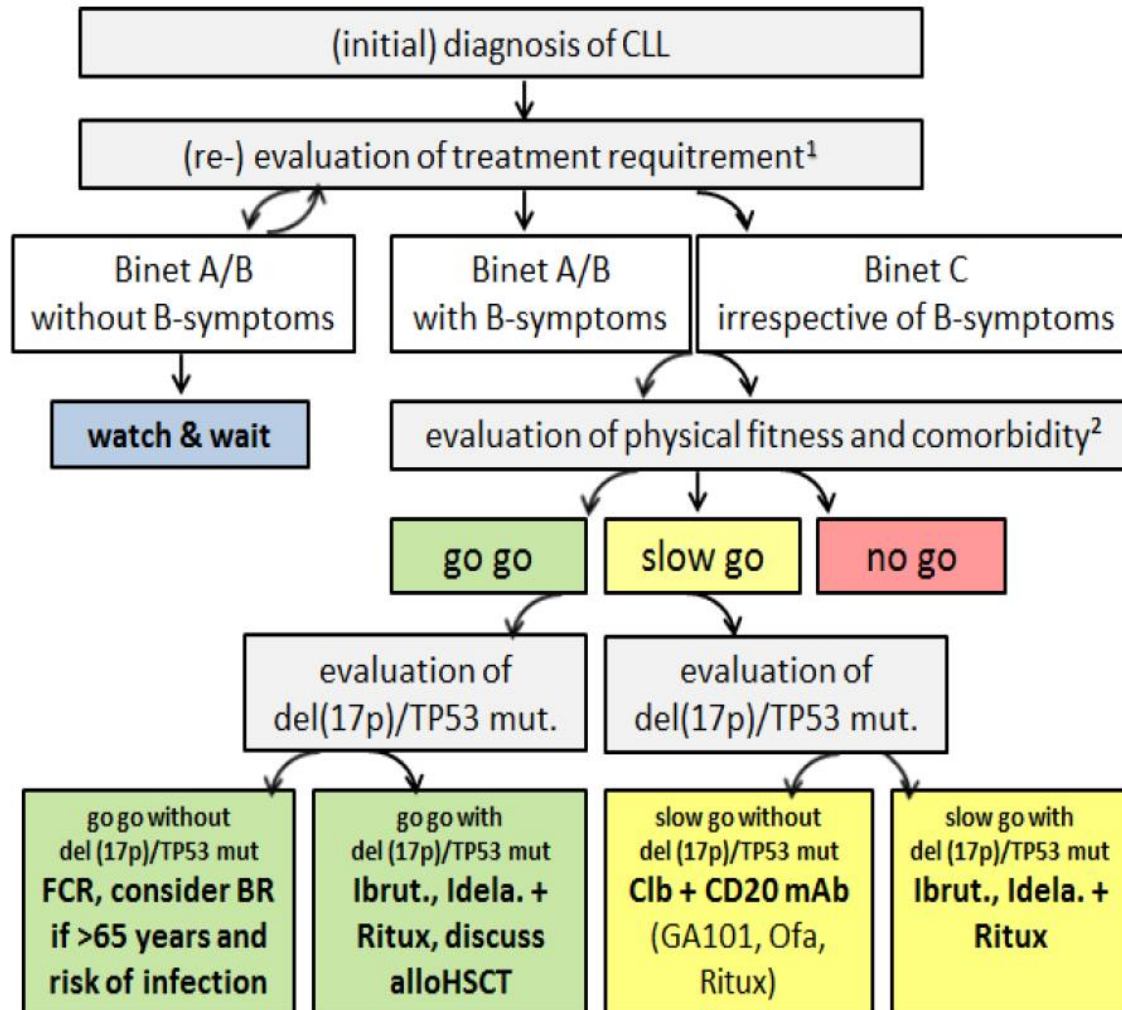 (initial) diagnosis of CLL
(re-) evaluation of treatment requitrement¹
Binet A/B
without B-symptoms
Binet A/B
with B-symptoms
Binet C
irrespective of B-symptoms
watch & wait
evaluation of physical fitness and comorbidity²
go go
slow go
no go
evaluation of
del(17p)/TP53 mut.
evaluation of
del(17p)/TP53 mut.
go go without
del (17p)/TP53 mut
FCR, consider BR
if >65 years and
risk of infection
go go with
del (17p)/TP53 mut
Ibrut., Idela. +
Ritux, discuss
alloHSCT
slow go without
del (17p)/TP53 mut
Clb + CD20 mAb
(GA101, Ofa,
Ritux)
slow go with
del (17p)/TP53 mut
Ibrut., Idela. +
Ritux